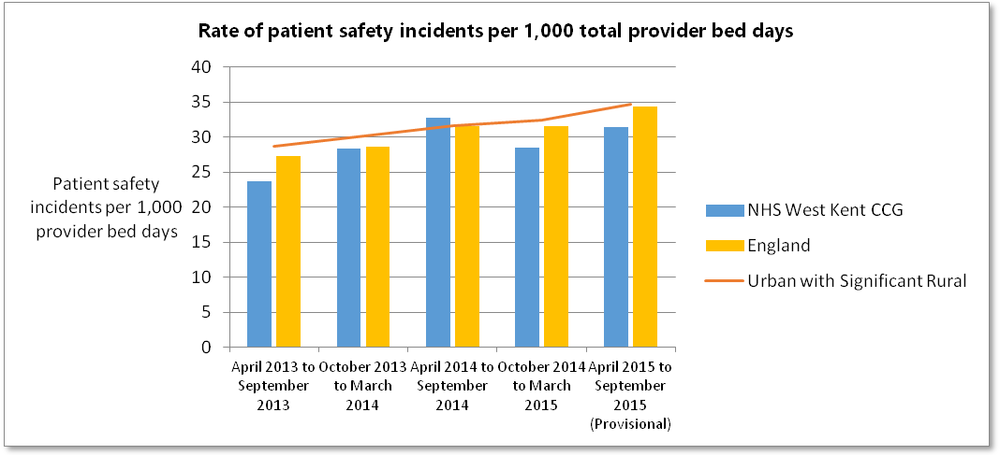 Rate of patient safety incidents per 1,000 total provider bed days
40
35
30
25
20
15
10
5
0
Patient safety
incidents per 1,000
provider bed days
April 2013 to
September
2013
October 2013
to March
2014
April 2014 to
September
2014
October 2014
to March
2015
April 2015 to
September
2015
(Provisional)
NHS West Kent CCG
England
Urban with Significant Rural